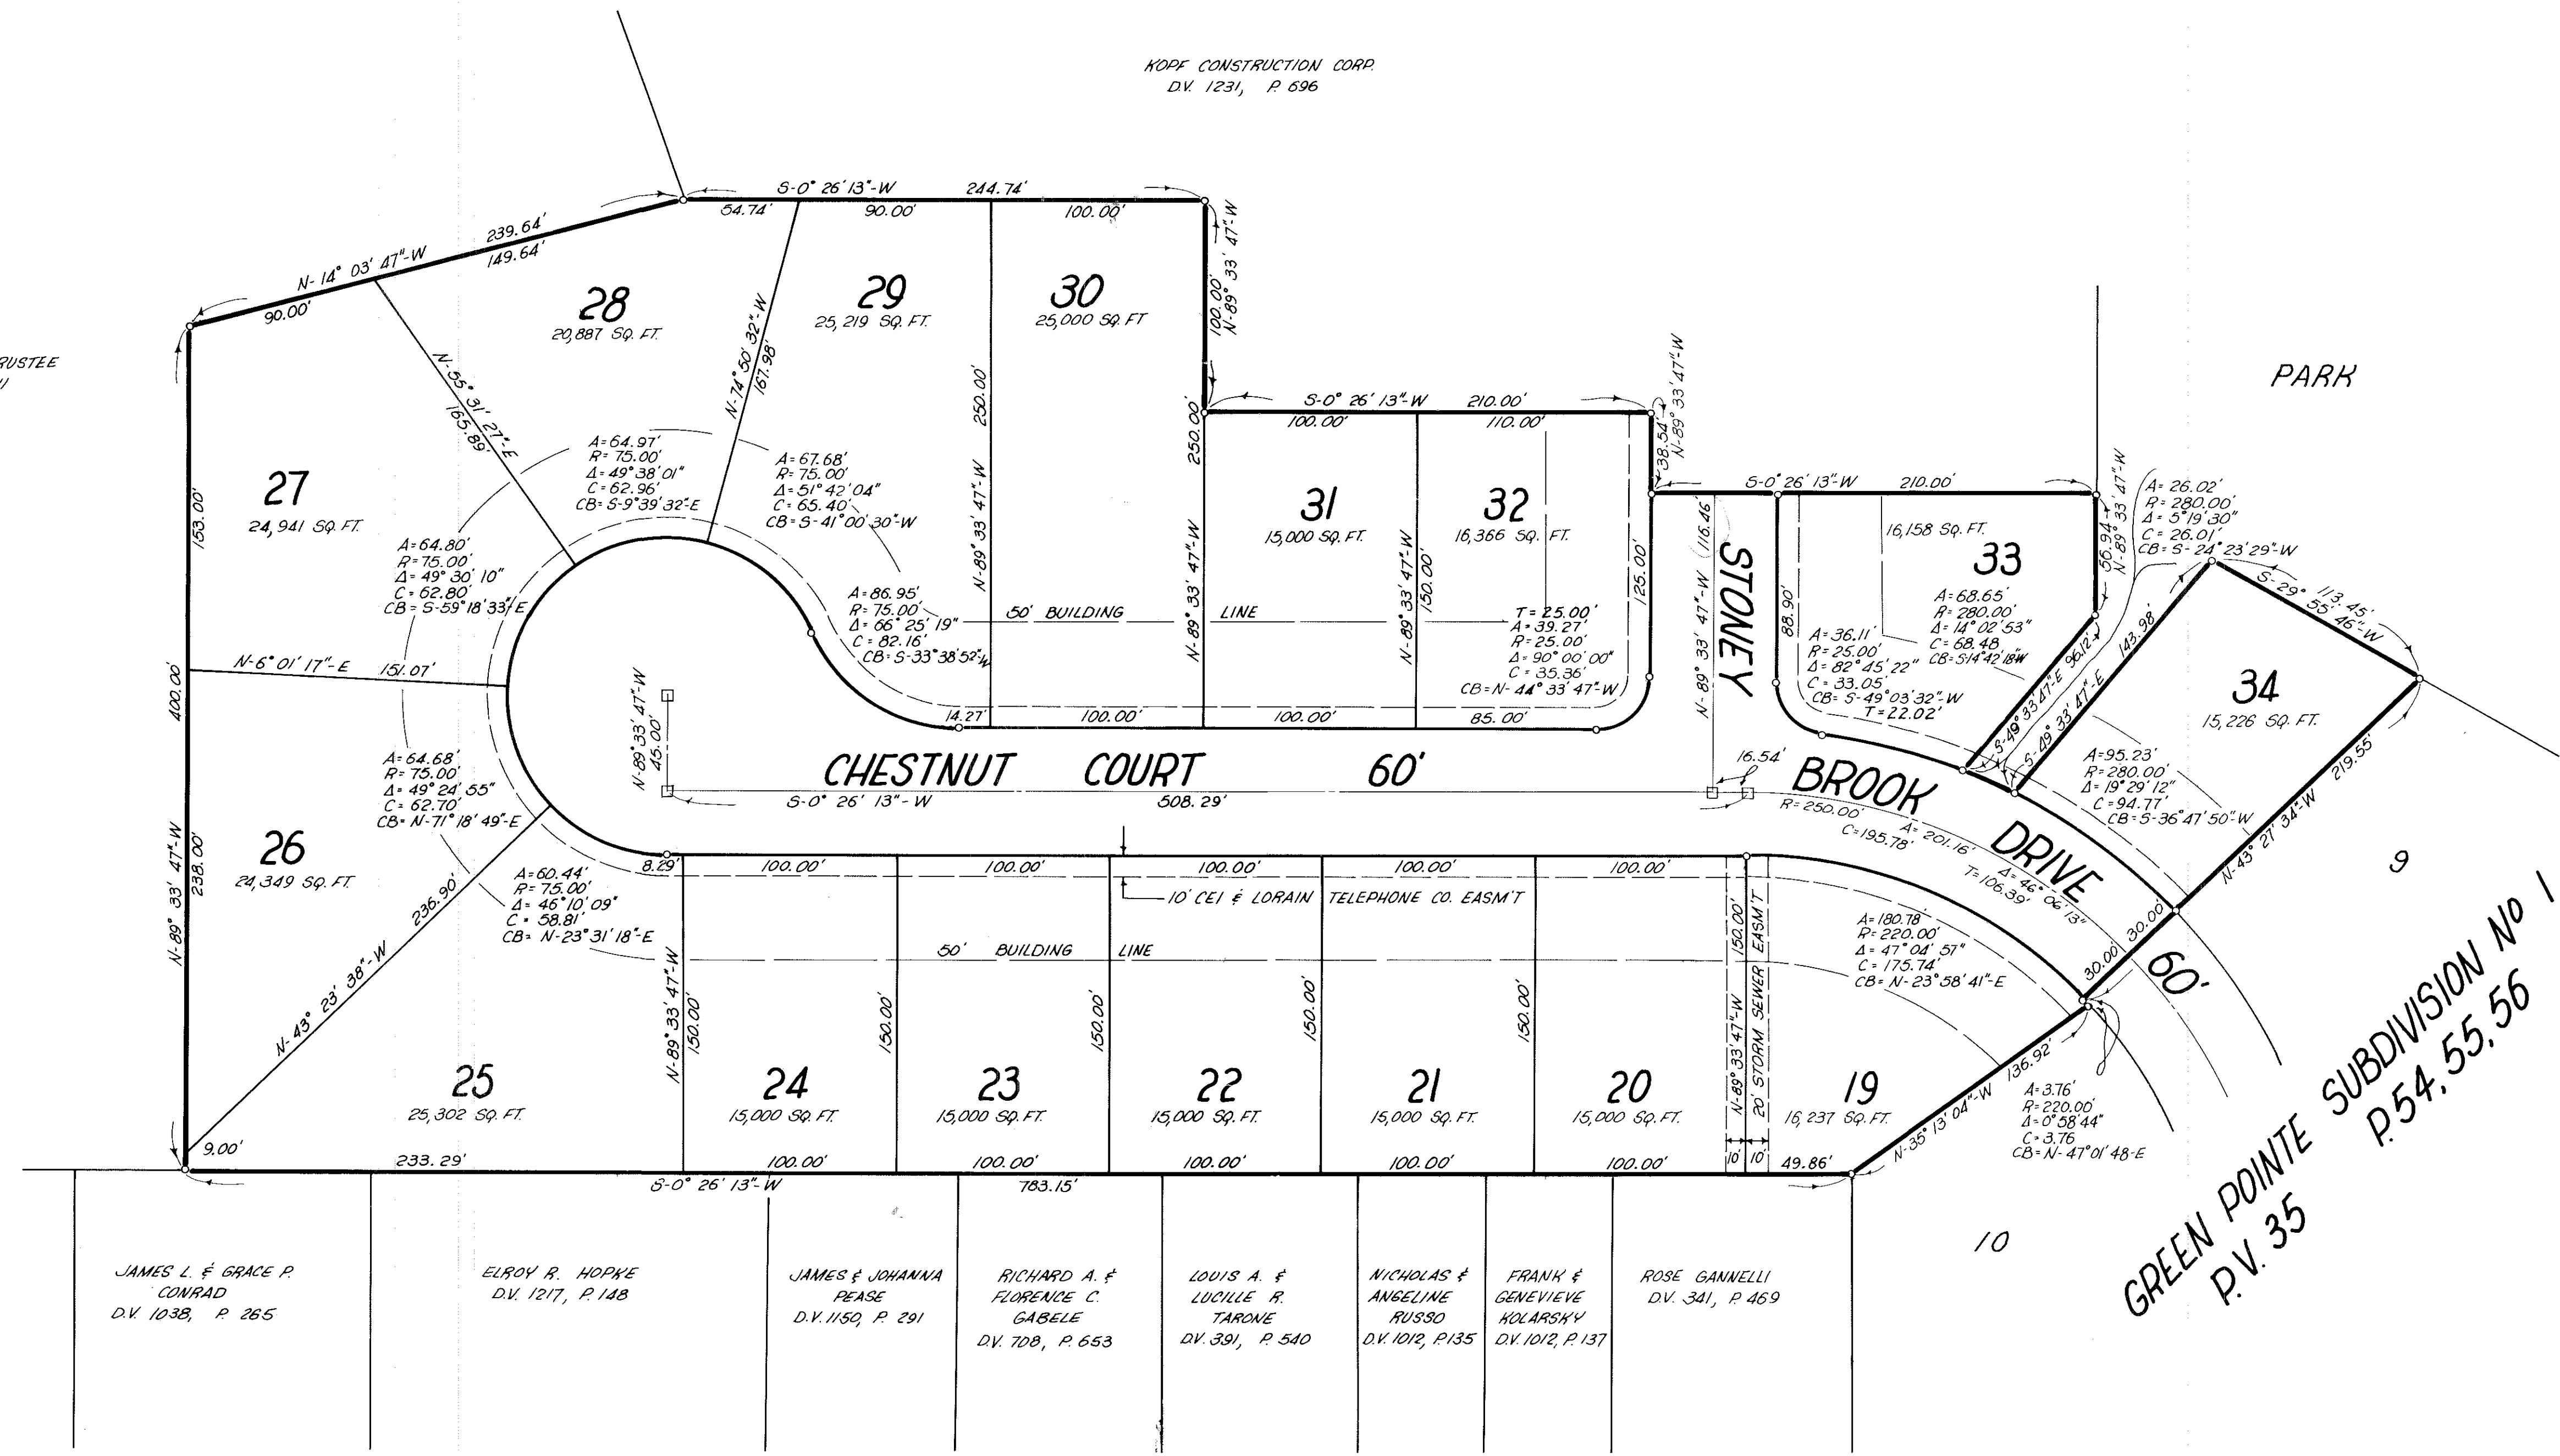 KOPF CONSTRUCTION CORP.
D.V. 1231, P. 696
RUSTEE
S-0° 26' 13"-W 244.74'
54.74' 90.00' 100.00'
N-14° 03' 47"-W
239.64'
149.64'
90.00'
100.00'
N-89° 33' 47"-W
28
20,887 SQ. FT.
29
25,219 SQ. FT.
30
25,000 SQ. FT
N-55° 31' 27"-E
165.89'
N-74° 50' 32"-W
167.98'
N-89° 33' 47"-W 250.00'
N-89° 33' 47"-W 250.00'
S-0° 26' 13"-W 210.00'
100.00' 110.00'
38.54'
N-89° 33' 47"-W
PARK
27
24,941 SQ. FT.
153.00'
A=64.97'
R=75.00'
Δ=49°38'01"
C=62.96'
CB=S-9°39'32"-E
A=67.68'
R=75.00'
Δ=51°42'04"
C=65.40'
CB=S-41°00'30"-W
A=64.80'
R=75.00'
Δ=49°30'10"
C=62.80'
CB=S-59°18'33"-E
A=86.95'
R=75.00'
Δ=66°25'19"
C=82.16'
CB=S-33°38'52"-W
50' BUILDING LINE
31
15,000 SQ. FT.
32
16,366 SQ. FT.
N-89° 33' 47"-W
150.00'
125.00'
T=25.00'
A=39.27'
R=25.00'
Δ=90°00'00"
C=35.36'
CB=N-44°33'47"-W
S-0° 26' 13"-W 210.00'
N-89° 33' 47"-W (116.46'
STONEY
88.90'
16,158 SQ. FT.
33
56.94'
N-89° 33' 47"-W
A=26.02'
R=280.00'
Δ=5°19'30"
C=26.01'
CB=S-24°23'29"-W
A=68.65'
R=280.00'
Δ=14°02'53"
C=68.48
CB=S14°42'18"W
A=36.11'
R=25.00'
Δ=82°45'22"
C=33.05'
CB=S-49°03'32"-W
T=22.02'
S-49° 33' 47"-E 96.12'
S-49° 33' 47"-E 143.98'
S-29° 55' 46"-W
113.45'
34
15,226 SQ. FT.
A=95.23'
R=280.00'
Δ=19°29'12"
C=94.77'
CB=S-36°47'50"-W
219.55'
N-43° 27' 34"-W
400.00'
N-6° 01' 17"-E 151.07'
N-89° 33' 47"-W
238.00'
N-89° 33' 47"-W
45.00'
14.27' 100.00' 100.00' 85.00'
CHESTNUT COURT 60'
S-0° 26' 13"-W 508.29'
16.54'
BROOK
DRIVE
60'
R=250.00' A=201.16' Δ=46°06'13"
C=195.78' T=106.39'
30.00' 30.00'
A=64.68'
R=75.00'
Δ=49°24'55"
C=62.70'
CB=N-71°18'49"-E
26
24,349 SQ. FT.
236.90'
N-43° 23' 38"-W
A=60.44'
R=75.00'
Δ=46°10'09"
C=58.81'
CB=N-23°31'18"-E
8.29' 100.00' 100.00' 100.00' 100.00' 100.00'
10' CEI & LORAIN TELEPHONE CO. EASM'T
50' BUILDING LINE
N-89° 33' 47"-W
150.00'
150.00'
150.00'
150.00'
150.00'
N-89° 33' 47"-W
150.00'
20' STORM SEWER EASM'T
A=180.78'
R=220.00'
Δ=47°04'57"
C=175.74'
CB=N-23°58'41"-E
25
25,302 SQ. FT.
24
15,000 SQ. FT.
23
15,000 SQ. FT.
22
15,000 SQ. FT.
21
15,000 SQ. FT.
20
15,000 SQ. FT.
19
16,237 SQ. FT.
136.92'
N-35° 13' 04"-W
A=3.76'
R=220.00'
Δ=0°58'44"
C=3.76
CB=N-47°01'48-E
9
10
9.00' 233.29' 100.00' 100.00' 100.00' 100.00' 100.00' 10' 10' 49.86'
S-0° 26' 13"-W 783.15'
GREEN POINTE SUBDIVISION Nº 1
P.V. 35 P.54,55,56
JAMES L. & GRACE P.
CONRAD
D.V. 1038, P. 265
ELROY R. HOPKE
D.V. 1217, P.148
JAMES & JOHANNA
PEASE
D.V. 1150, P. 291
RICHARD A. &
FLORENCE C.
GABELE
D.V. 708, P. 653
LOUIS A. &
LUCILLE R.
TARONE
D.V. 391, P. 540
NICHOLAS &
ANGELINE
RUSSO
D.V. 1012, P.135
FRANK &
GENEVIEVE
KOLARSKY
D.V. 1012, P. 137
ROSE GANNELLI
D.V. 341, P. 469